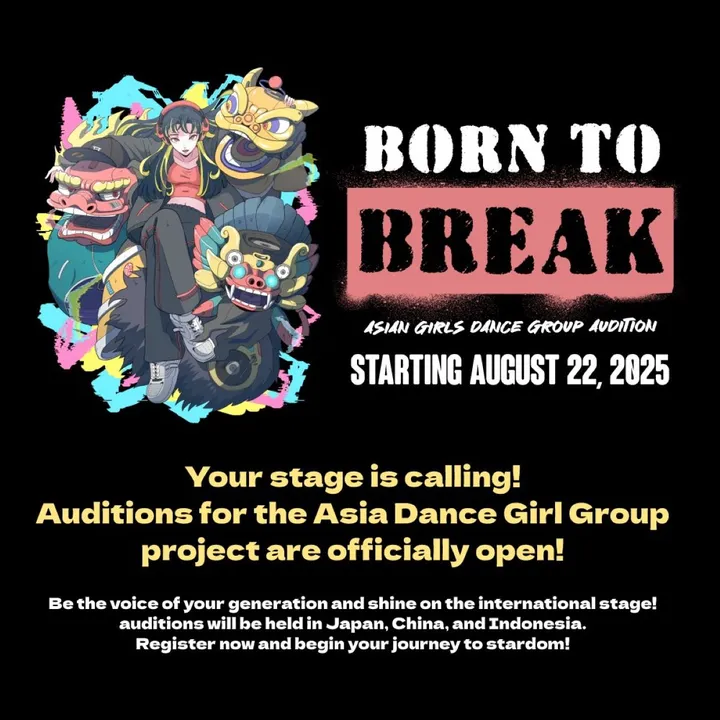 BORN TO
BREAK
ASIAN GIRLS DANCE GROUP AUDITION
STARTING AUGUST 22, 2025
Your stage is calling!
Auditions for the Asia Dance Girl Group
project are officially open!
Be the voice of your generation and shine on the international stage!
auditions will be held in Japan, China, and Indonesia.
Register now and begin your journey to stardom!